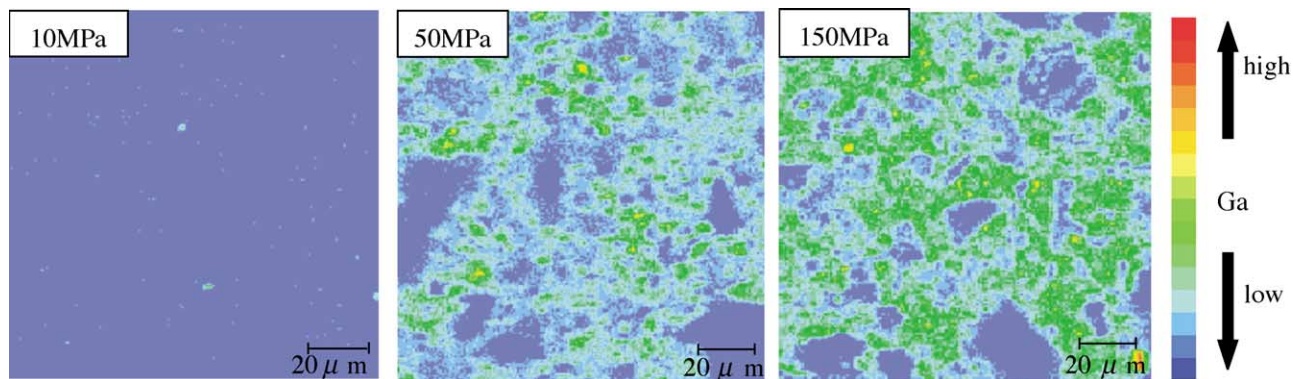 10MPa
50MPa
150MPa
high
Ga
low
20 μ m
20 μ m
20 μ m